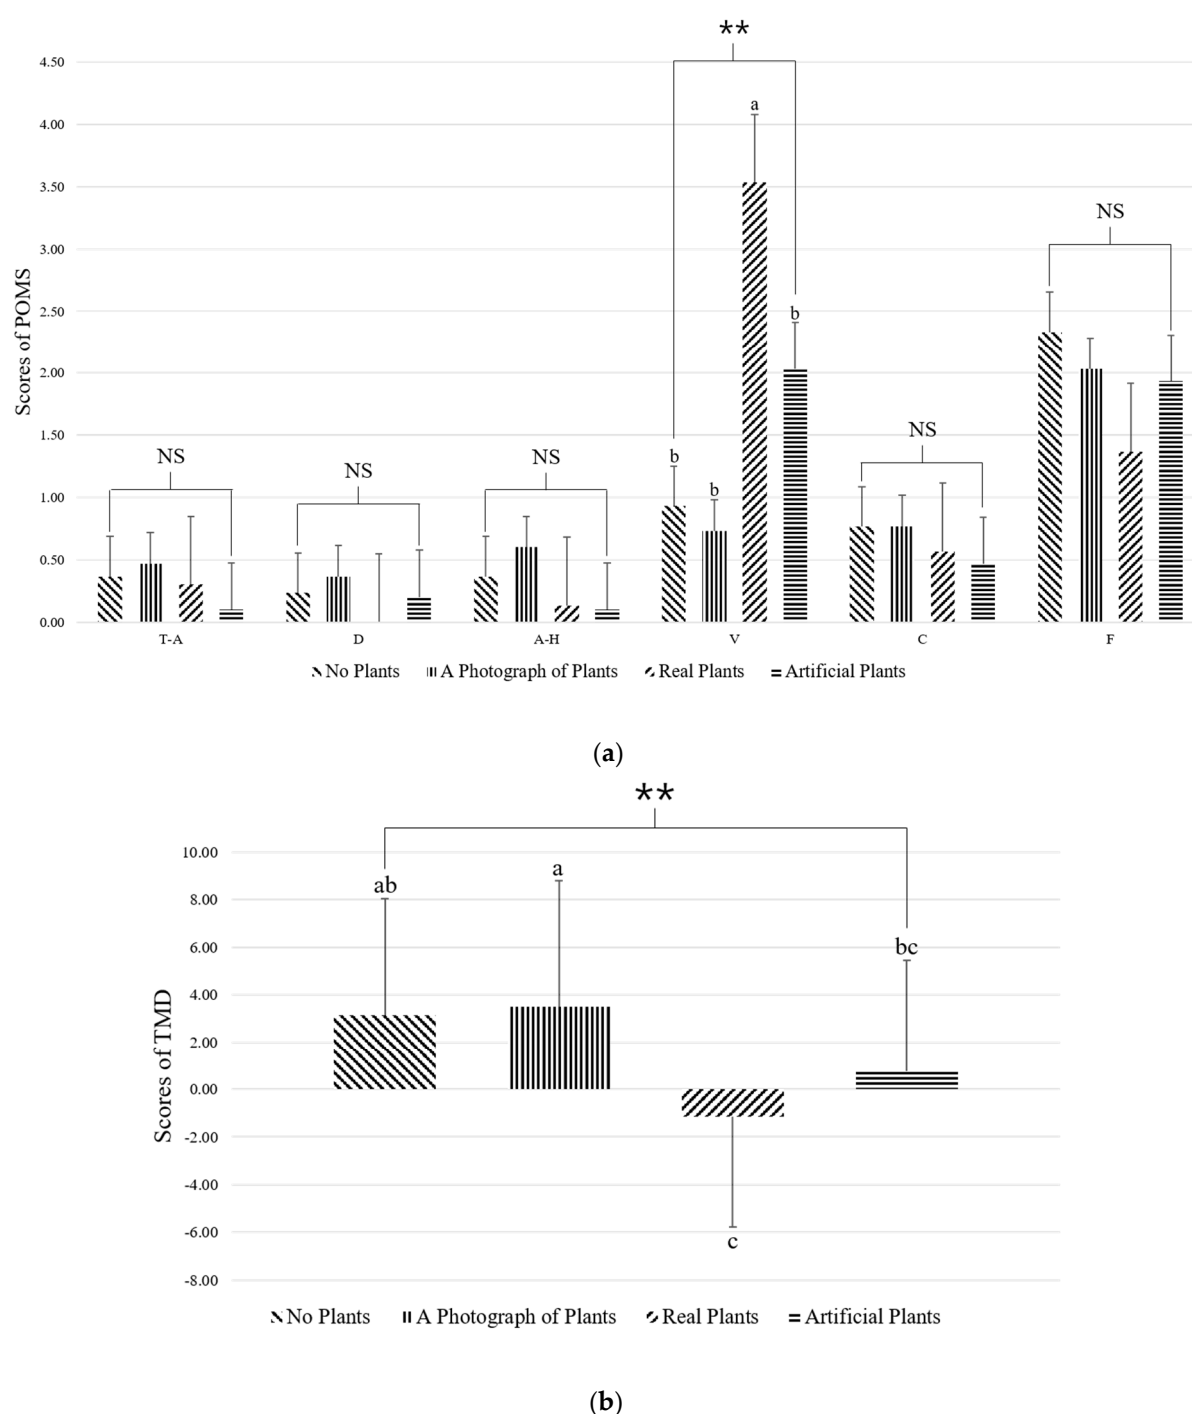 **
4.50
a
4.00
3.50
NS
3.00
b
2.50
2.00
NS
1.50
NS
NS
NS
b
b
1.00
0.50
0.00
Scores of POMS
T-A D A-H V C F
No Plants A Photograph of Plants Real Plants Artificial Plants
(a)
**
10.00
ab a
8.00
bc
6.00
4.00
2.00
0.00
-2.00
-4.00
-6.00
c
-8.00
Scores of TMD
No Plants A Photograph of Plants Real Plants Artificial Plants
(b)